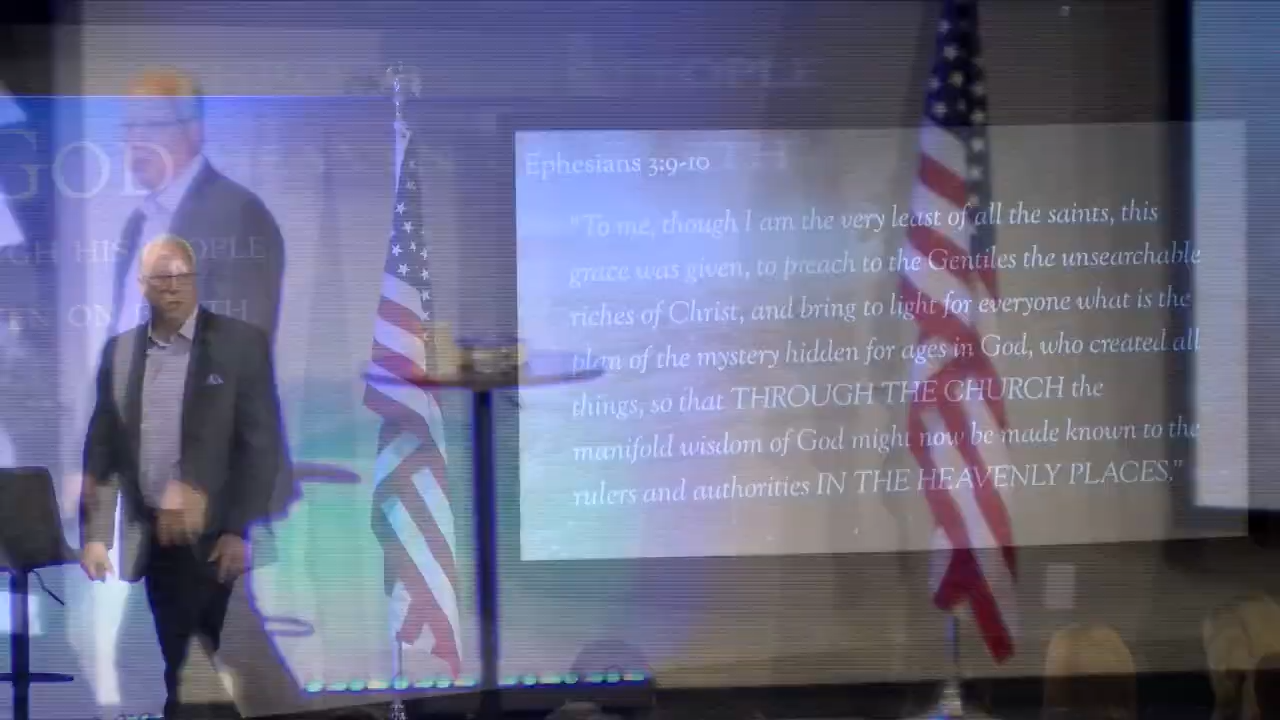 GOD
HIS PEOPLE
ON EARTH
Ephesians 3:9-10
"To me, though I am the very least of all the saints, this
grace was given, to preach to the Gentiles the unsearchable
riches of Christ, and bring to light for everyone what is the
plan of the mystery hidden for ages in God, who created all
things, so that THROUGH THE CHURCH the
manifold wisdom of God might now be made known to the
rulers and authorities IN THE HEAVENLY PLACES,"